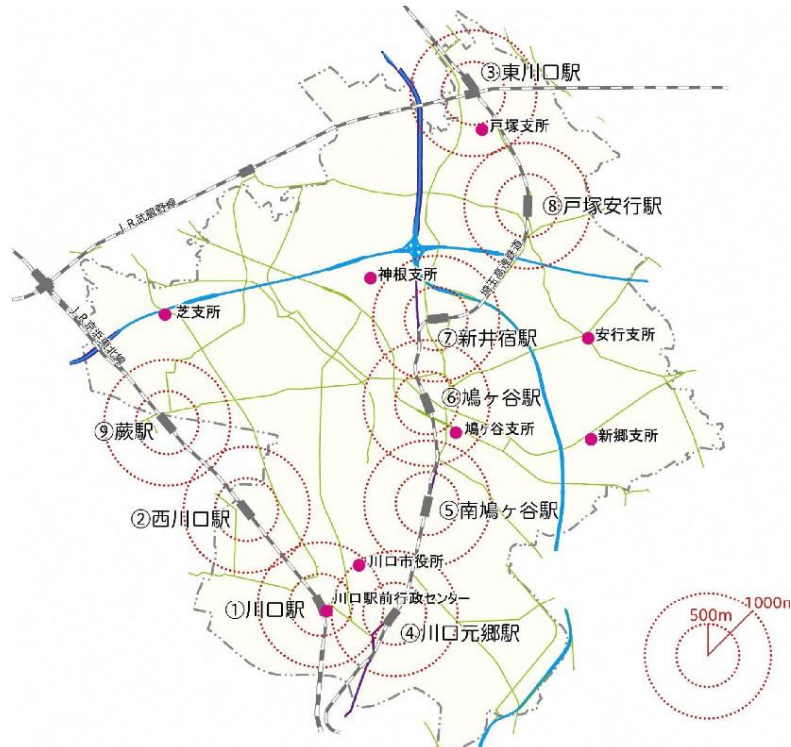 ③東川口駅
戸塚支所
J.R.武蔵野線
⑧戸塚安行駅
埼玉高速鉄道
神根支所
芝支所
J.R.京浜東北線
⑦新井宿駅
安行支所
⑥鳩ヶ谷駅
⑨蕨駅
鳩ヶ谷支所
新郷支所
②西川口駅
⑤南鳩ヶ谷駅
川口市役所
①川口駅
川口駅前行政センター
④川口元郷駅
1000m
500m